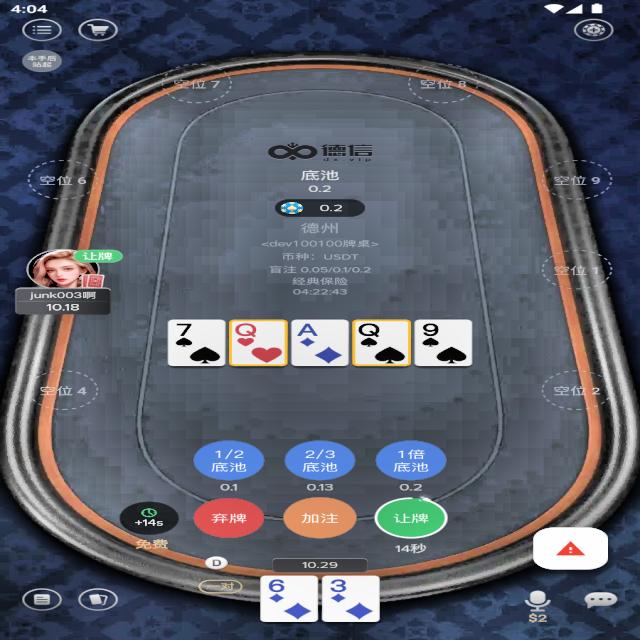 4:04
本手后
站起
空位 7
空位 8
德信
dx.vip
底池
0.2
0.2
空位 6
空位 9
德州
<dev100100牌桌>
币种：USDT
盲注 0.05/0.1/0.2
经典保险
04:22:43
让牌
junk003啊
10.18
空位 1
7
Q
A
Q
9
空位 4
空位 2
1/2
底池
2/3
底池
1倍
底池
0.1
0.13
0.2
+14s
弃牌
加注
让牌
免费
14秒
D
10.29
一对
6
3
$2